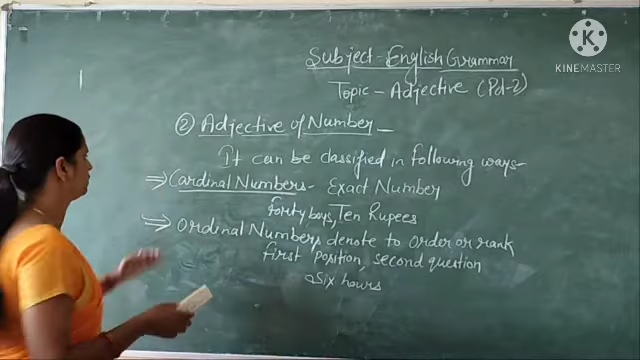 Subject - English Grammar
KINEMASTER
Topic - Adjective (Pd-2)
② Adjective of Number -
It can be classified in following ways -
⇒ Cardinal Numbers - Exact Number
forty boys, Ten Rupees
⇒ Ordinal Numbers denote to order or rank
first position, second question
Six hours